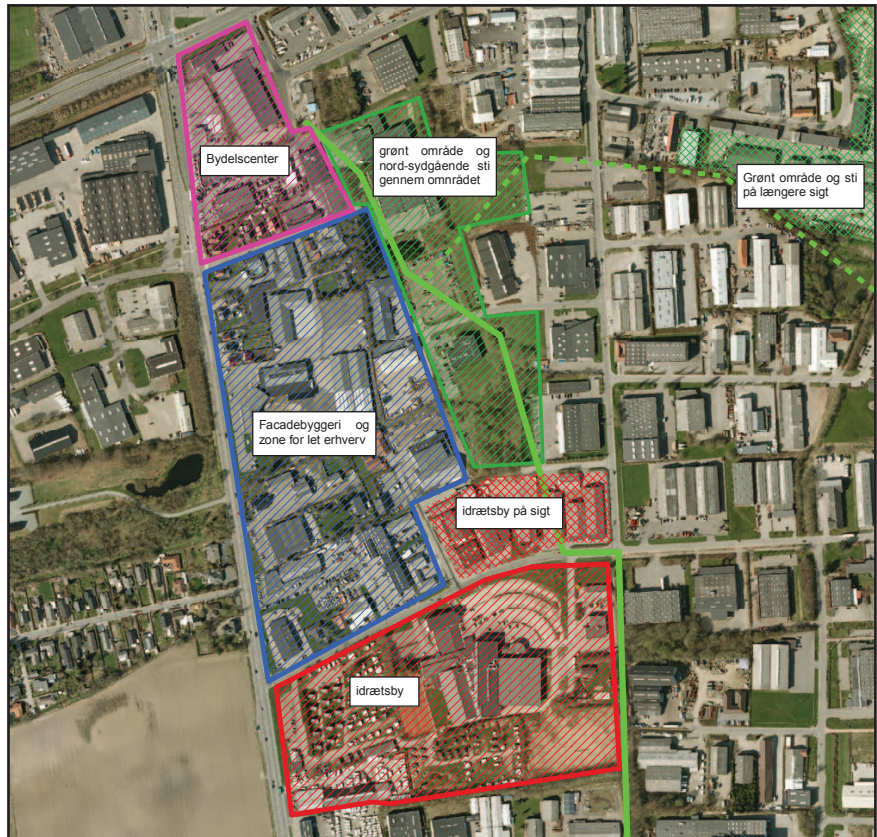 Bydelscenter
grønt område og
nord-sydgående sti
gennem området
Grønt område og sti
på længere sigt
Facadebyggeri og
zone for let erhverv
idrætsby på sigt
idrætsby